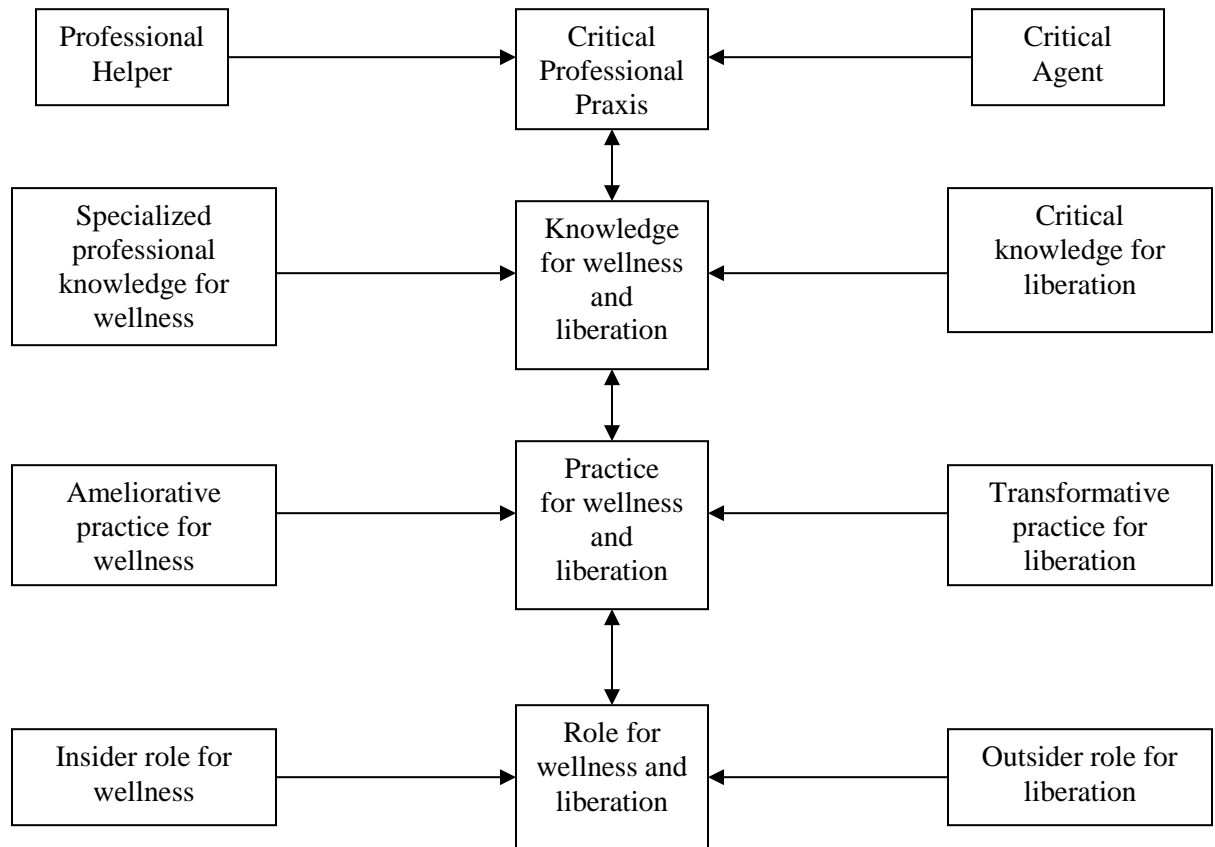 Professional
Helper
Critical
Professional
Praxis
Critical
Agent
Specialized
professional
knowledge for
wellness
Knowledge
for wellness
and
liberation
Critical
knowledge for
liberation
Ameliorative
practice for
wellness
Practice
for wellness
and
liberation
Transformative
practice for
liberation
Insider role for
wellness
Role for
wellness and
liberation
Outsider role for
liberation